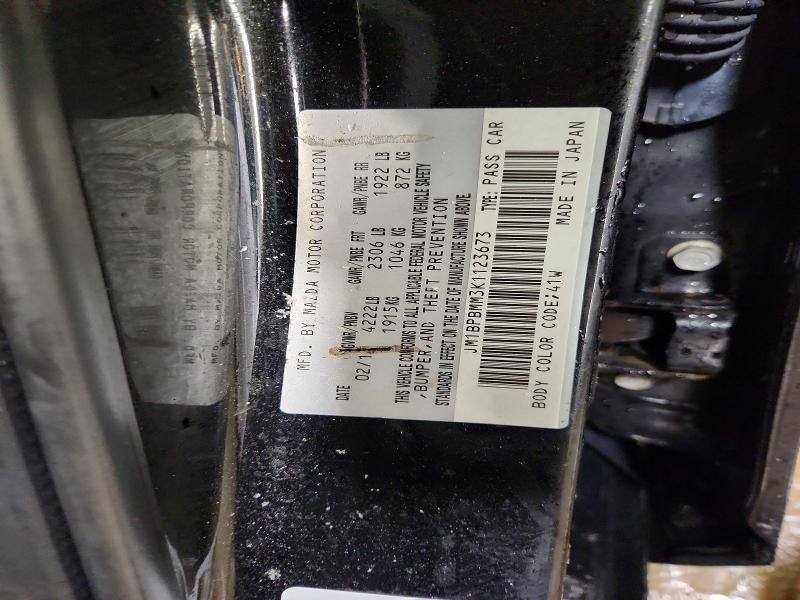 MFD. BY MAZDA MOTOR CORPORATION
DATE GVWR/PNBV GAWR/PNBE FRT GAWR/PNBE RR
02/1 4222LB 2306 LB 1922 LB
1915KG 1046 KG 872 KG
THIS VEHICLE CONFORMS TO ALL APPLICABLE FEDERAL MOTOR VEHICLE SAFETY
,BUMPER,AND THEFT PREVENTION
STANDARDS IN EFFECT ON THE DATE OF MANUFACTURE SHOWN ABOVE
JM1BPBMM3K1123673 TYPE: PASS CAR
BODY COLOR CODE;41W MADE IN JAPAN